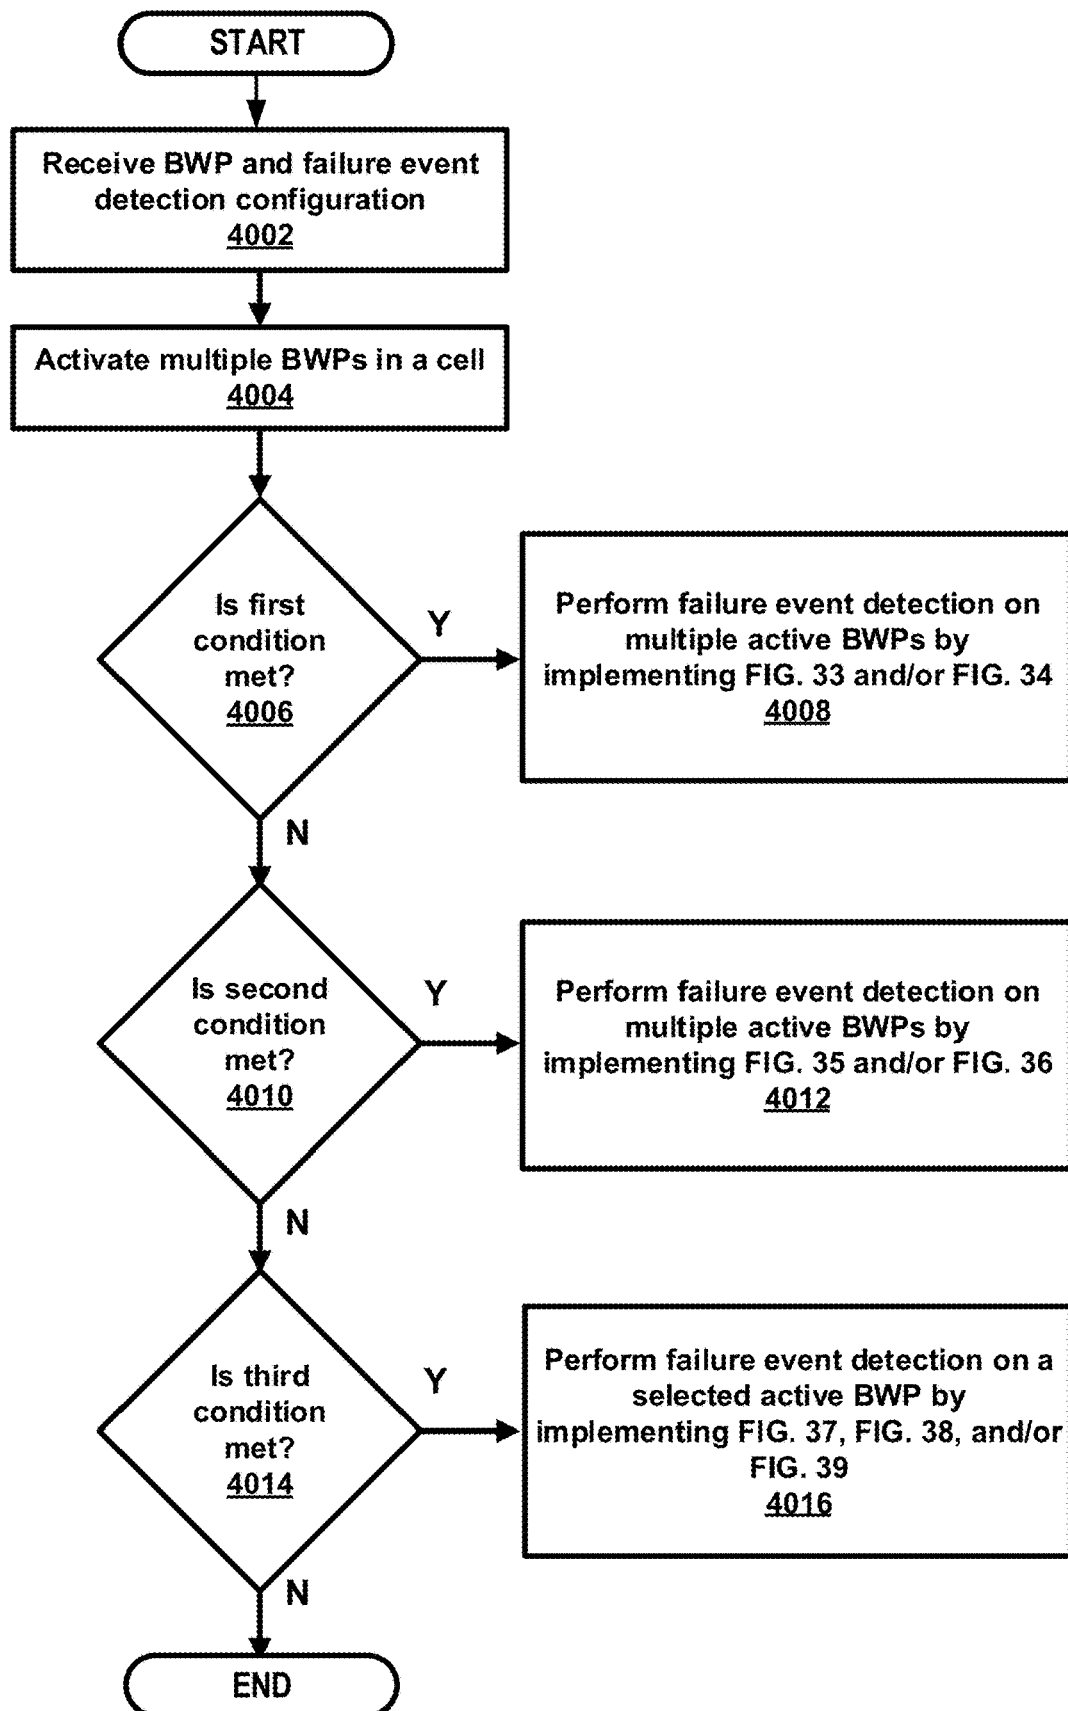 START
Receive BWP and failure event
detection configuration
4002
Activate multiple BWPs in a cell
4004
Is first
condition
met?
4006
Y
Perform failure event detection on
multiple active BWPs by
implementing FIG. 33 and/or FIG. 34
4008
N
Is second
condition
met?
4010
Y
Perform failure event detection on
multiple active BWPs by
implementing FIG. 35 and/or FIG. 36
4012
N
Is third
condition
met?
4014
Y
Perform failure event detection on a
selected active BWP by
implementing FIG. 37, FIG. 38, and/or
FIG. 39
4016
N
END